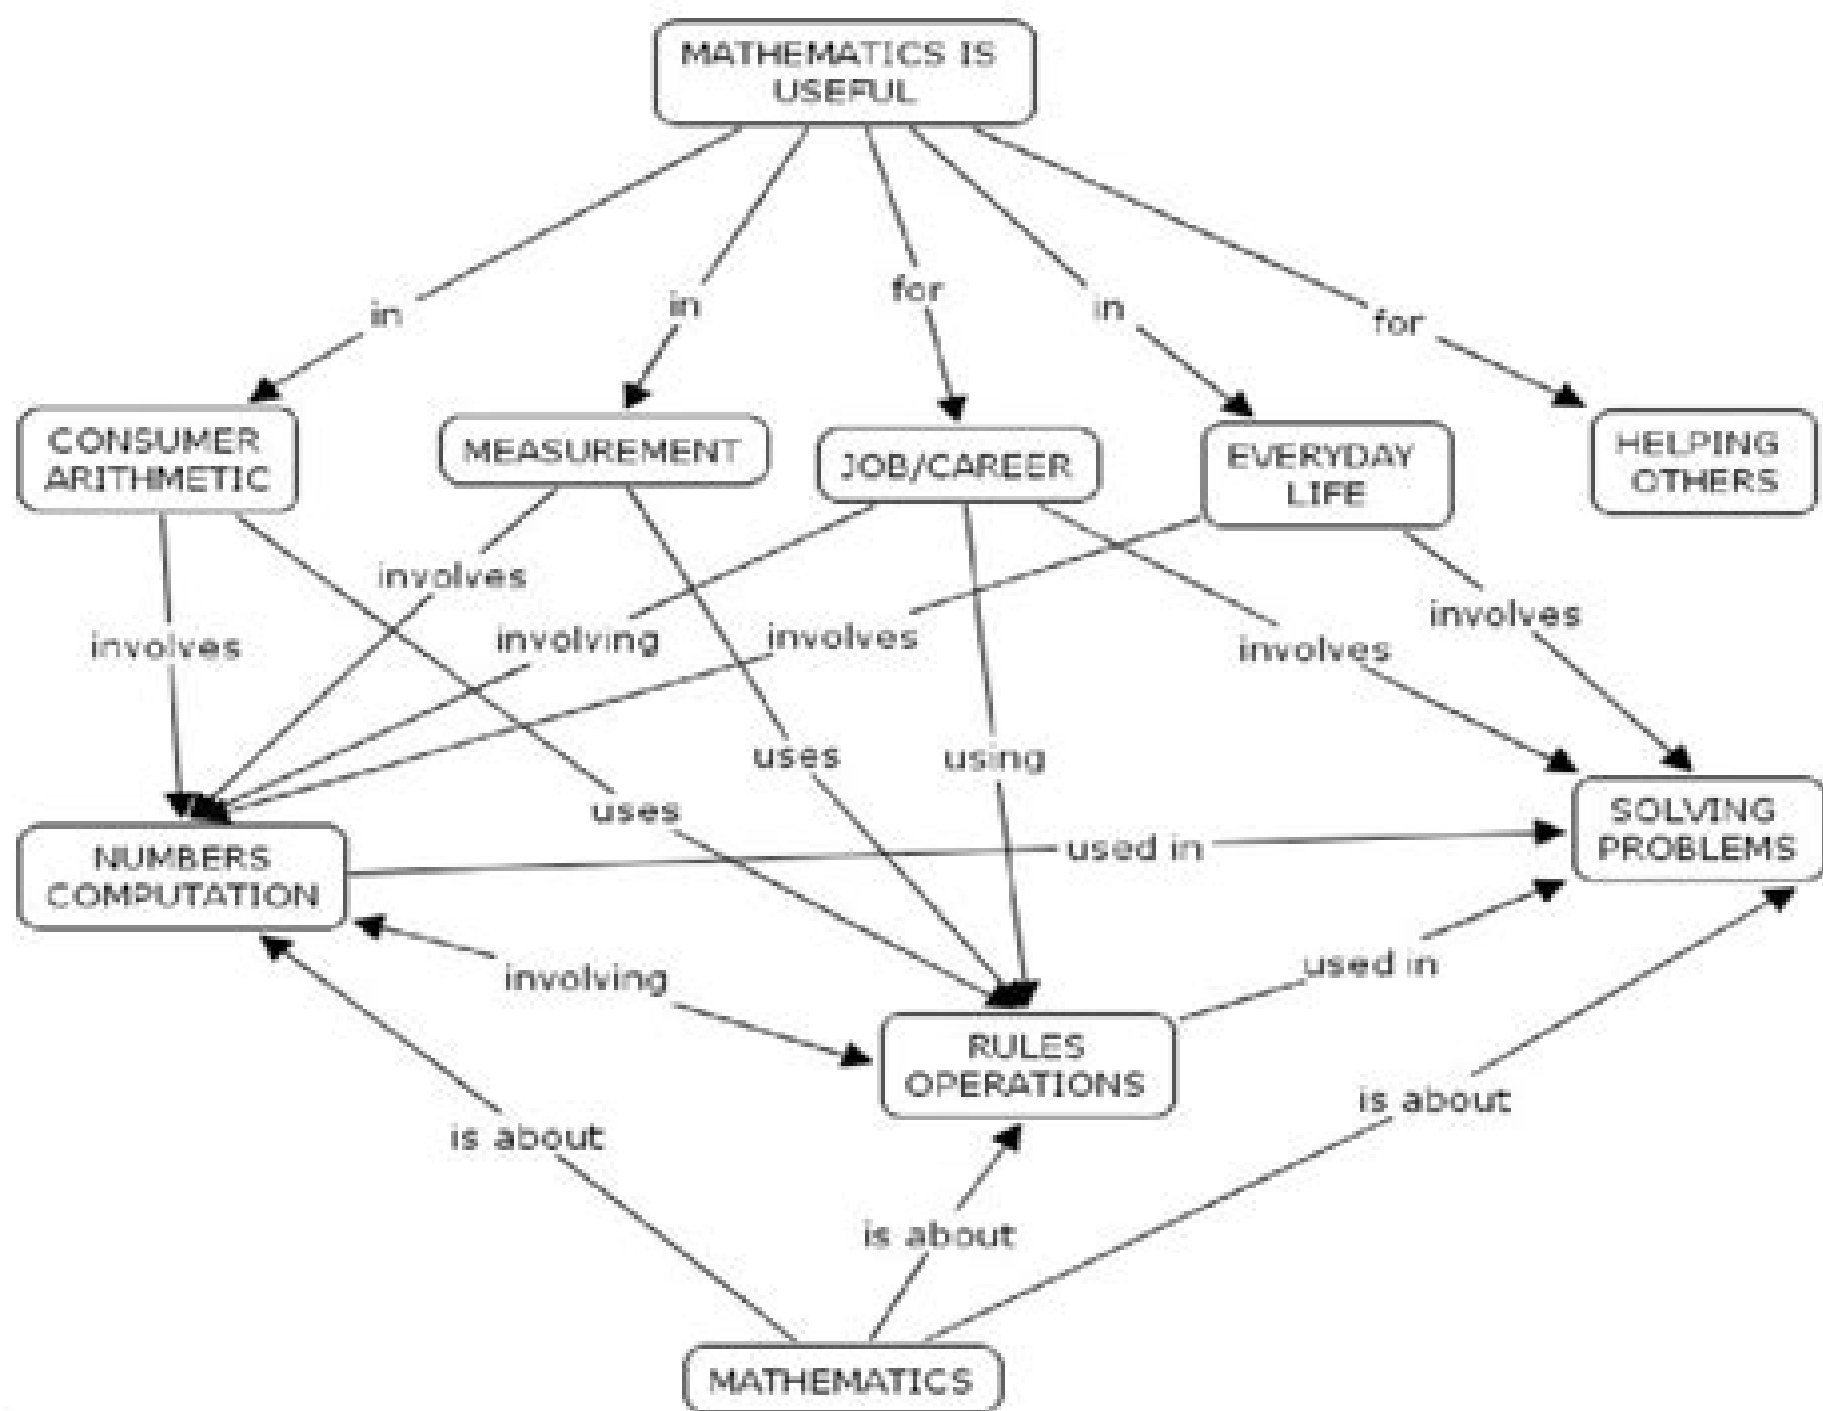 MATHEMATICS IS
USEFUL
in
in
for
in
for
CONSUMER
ARITHMETIC
MEASUREMENT
JOB/CAREER
EVERYDAY
LIFE
HELPING
OTHERS
involves
involves
involving
involves
involves
involves
uses
uses
using
NUMBERS
COMPUTATION
used in
SOLVING
PROBLEMS
involving
used in
RULES
OPERATIONS
is about
is about
is about
MATHEMATICS